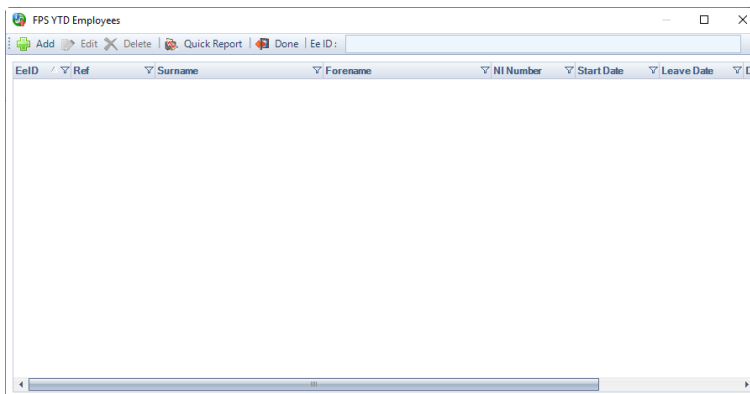 FPS YTD Employees
Add Edit Delete Quick Report Done Ee ID :
EeID Ref Surname Forename NI Number Start Date Leave Date